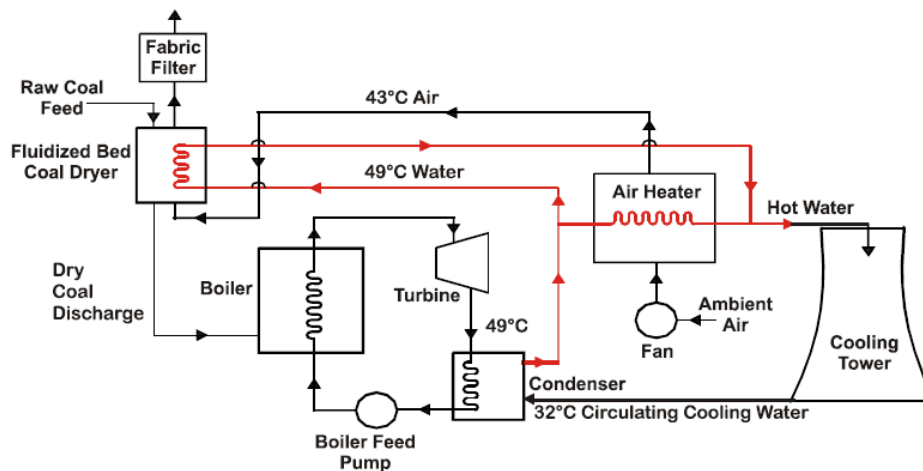 Fabric
Filter
Raw Coal
Feed
43°C Air
Fluidized Bed
Coal Dryer
49°C Water
Air Heater
Hot Water
Dry
Coal
Discharge
Boiler
Turbine
49°C
Ambient
Air
Fan
Cooling
Tower
Condenser
32°C Circulating Cooling Water
Boiler Feed
Pump